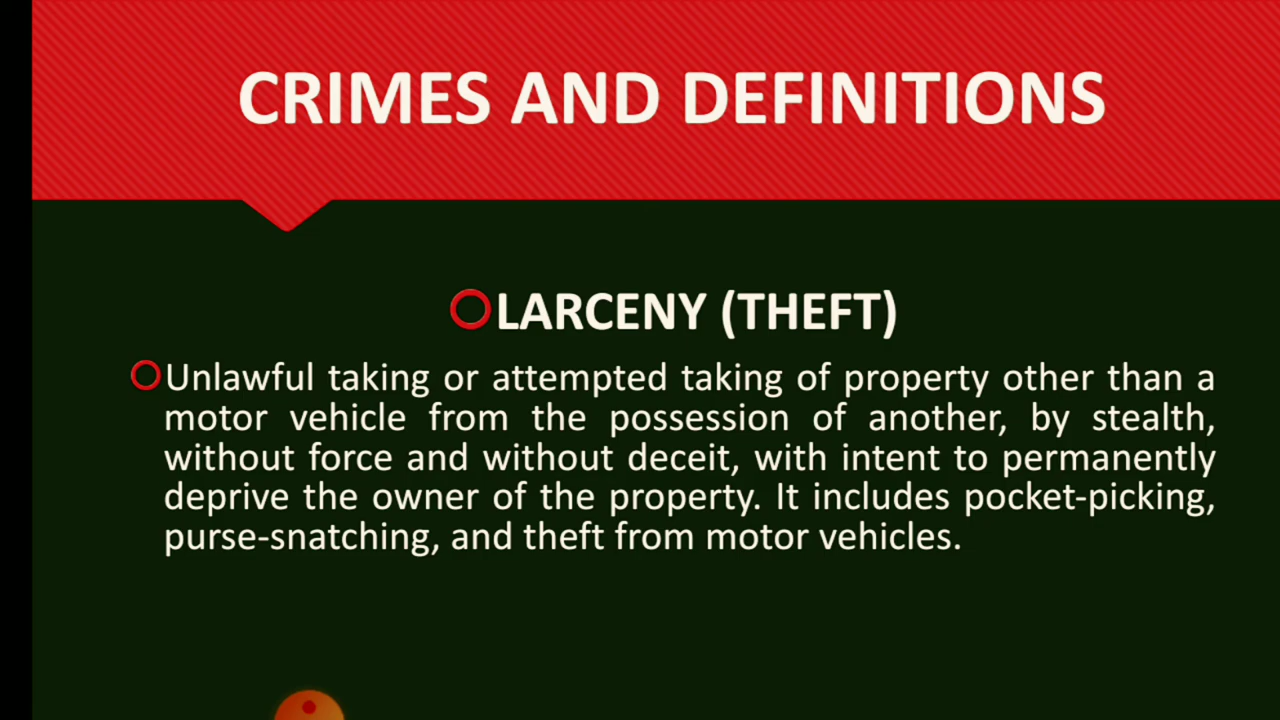 CRIMES AND DEFINITIONS
LARCENY (THEFT)
Unlawful taking or attempted taking of property other than a
motor vehicle from the possession of another, by stealth,
without force and without deceit, with intent to permanently
deprive the owner of the property. It includes pocket-picking,
purse-snatching, and theft from motor vehicles.